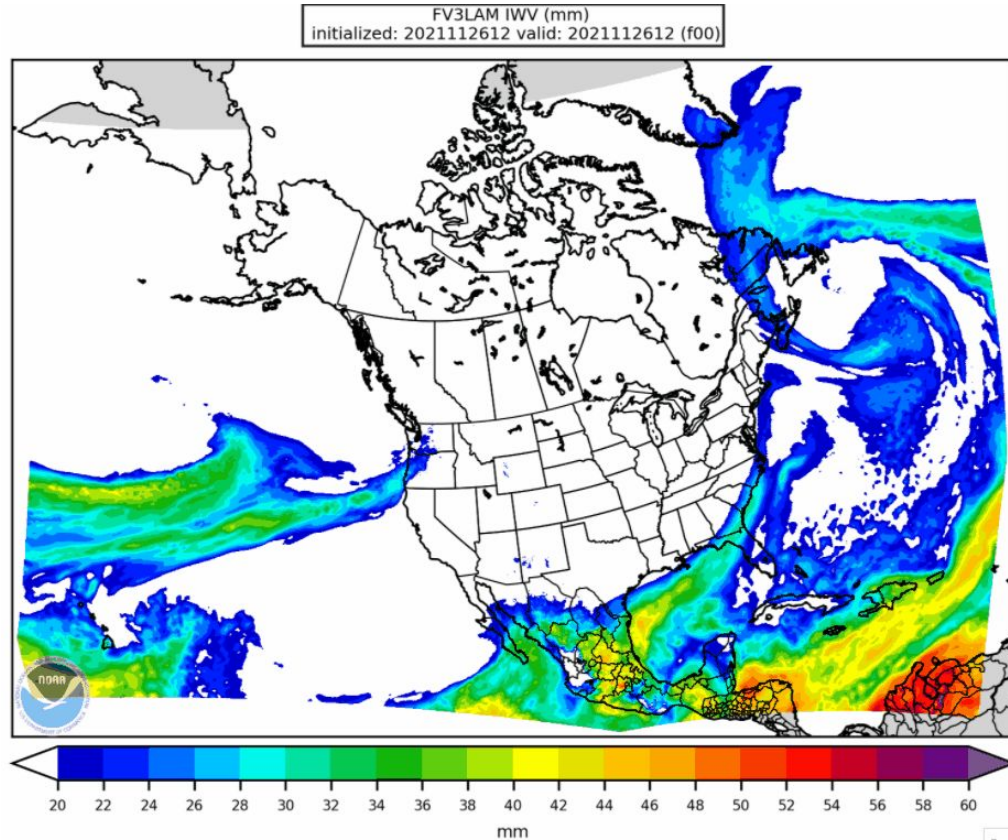 FV3LAM IWV (mm)
initialized: 2021112612 valid: 2021112612 (f00)
NOAA
20 22 24 26 28 30 32 34 36 38 40 42 44 46 48 50 52 54 56 58 60
mm